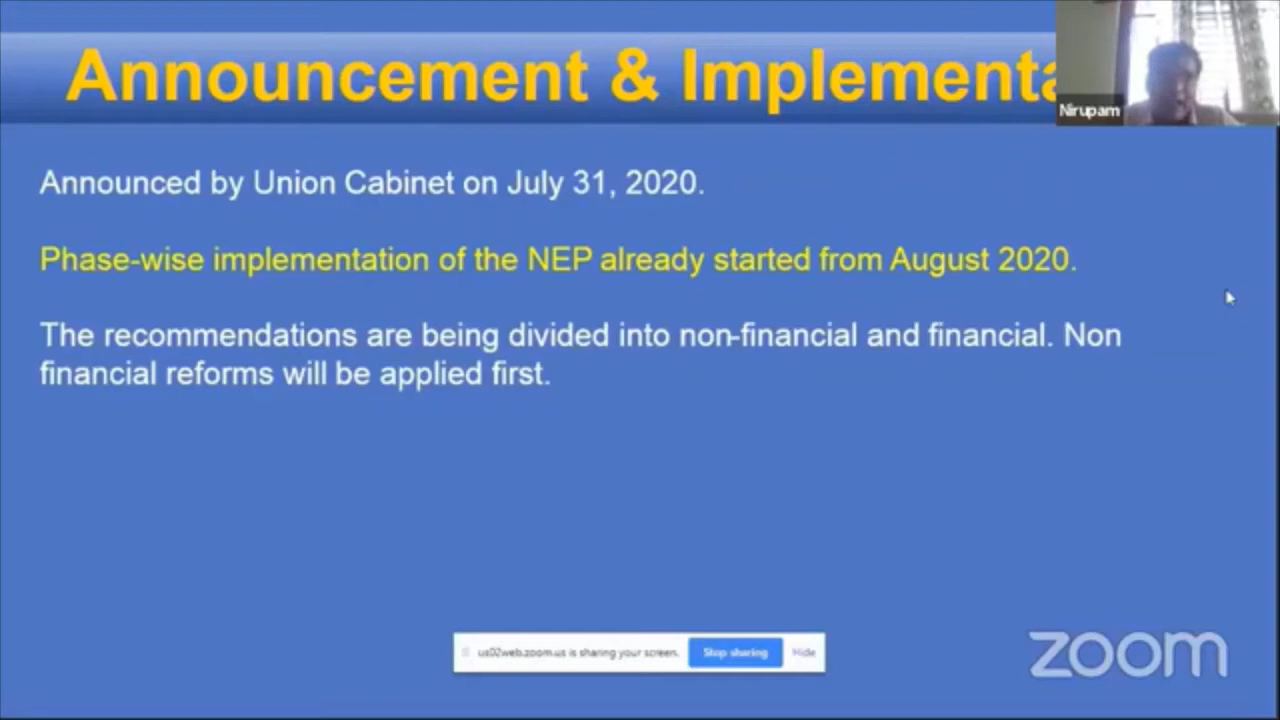 Announcement & Implementa
Nirupam
Announced by Union Cabinet on July 31, 2020.
Phase-wise implementation of the NEP already started from August 2020.
The recommendations are being divided into non-financial and financial. Non
financial reforms will be applied first.
us02web.zoom.us is sharing your screen. Stop sharing Hide
zoom